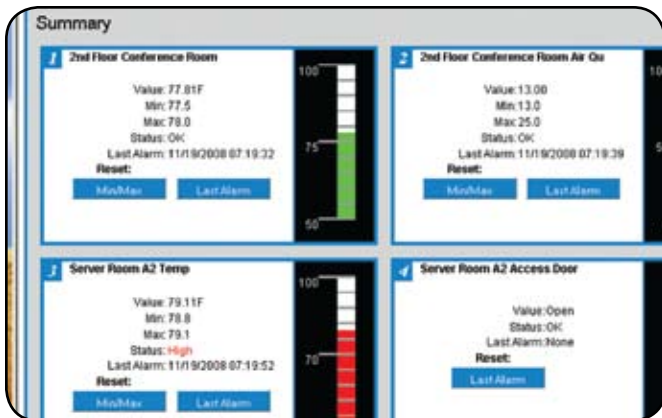 Summary
1 2nd Floor Conference Room
Value: 77.81F
Min: 77.5
Max: 78.0
Status: OK
Last Alarm: 11/19/2008 07:19:32
Reset:
Min/Max Last Alarm
100
75
50
2 2nd Floor Conference Room Air Qu
Value: 13.00
Min: 13.0
Max: 25.0
Status: OK
Last Alarm: 11/19/2008 07:19:39
Reset:
Min/Max Last Alarm
10
5
3 Server Room A2 Temp
Value: 79.11F
Min: 78.8
Max: 79.1
Status: High
Last Alarm: 11/19/2008 07:19:52
Reset:
Min/Max Last Alarm
100
70
4 Server Room A2 Access Door
Value: Open
Status: OK
Last Alarm: None
Reset:
Last Alarm